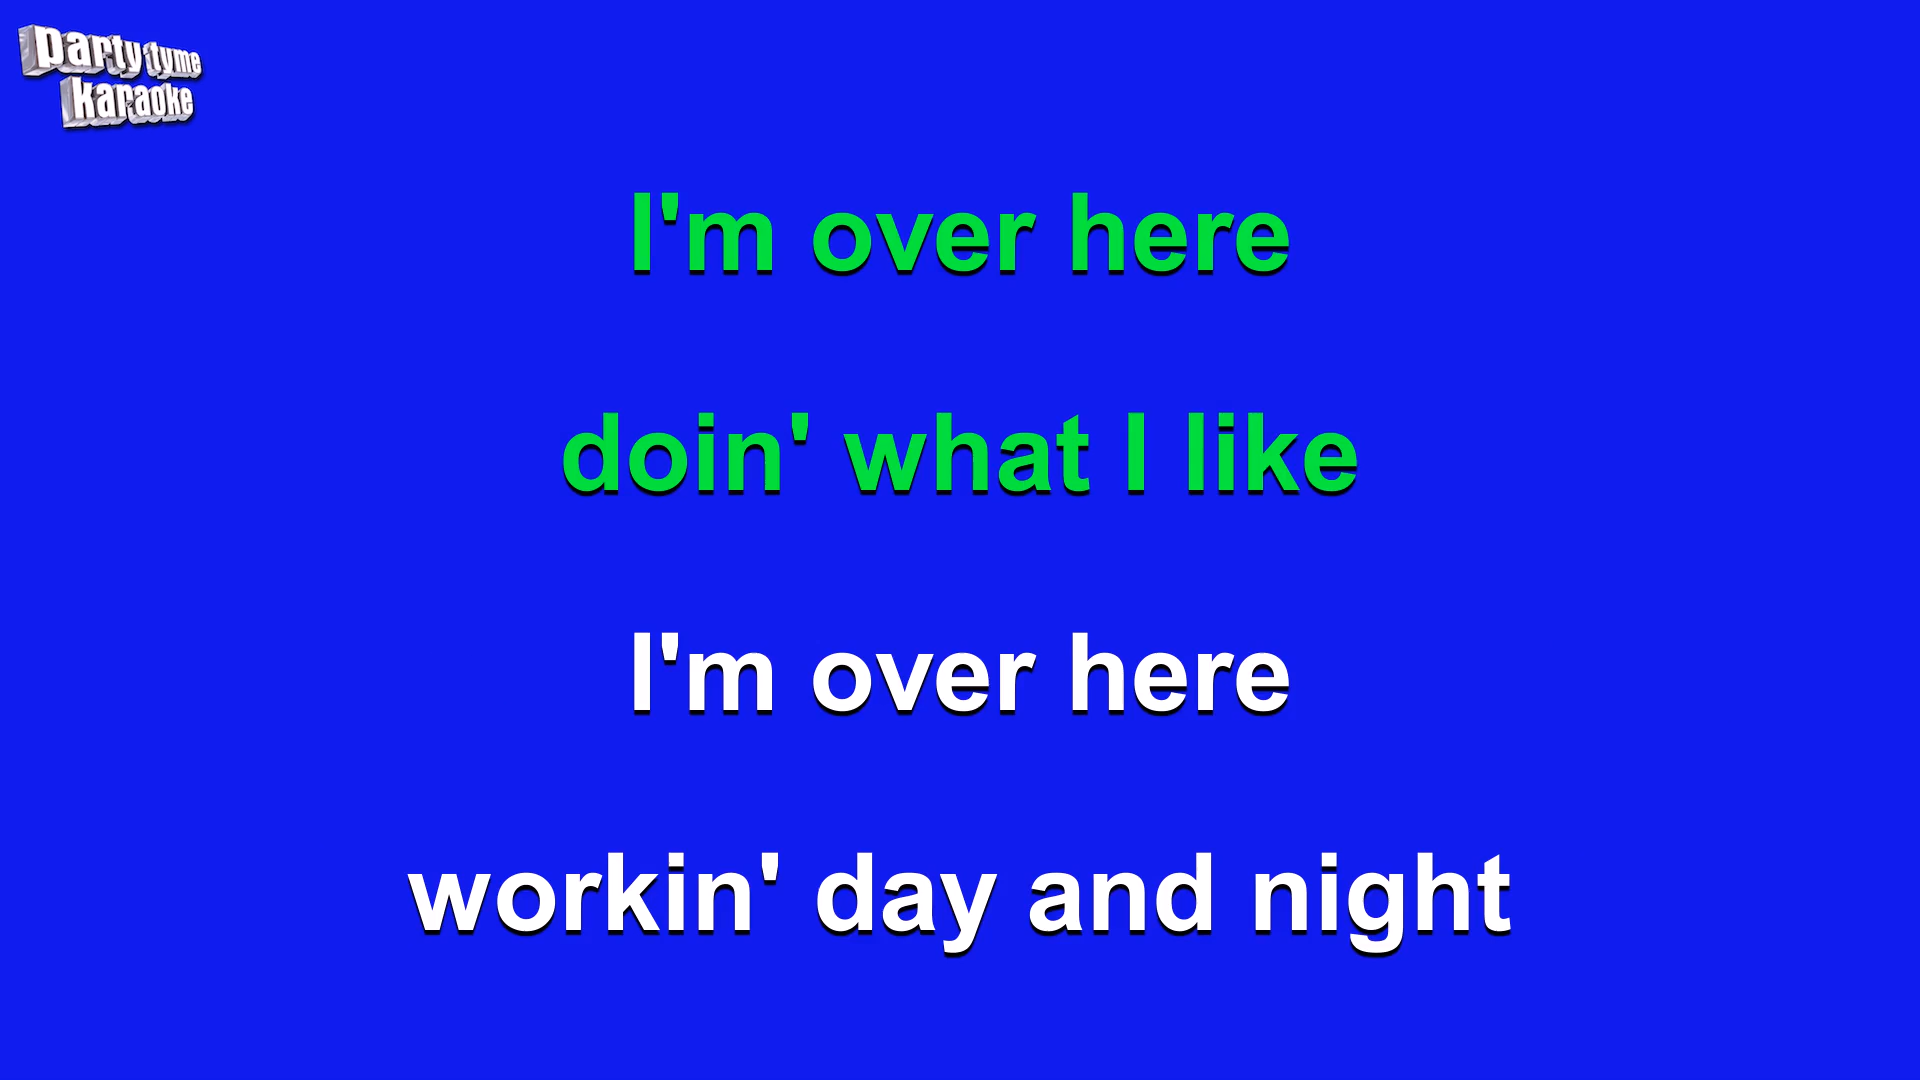 party tyme
karaoke
I'm over here
doin' what I like
I'm over here
workin' day and night